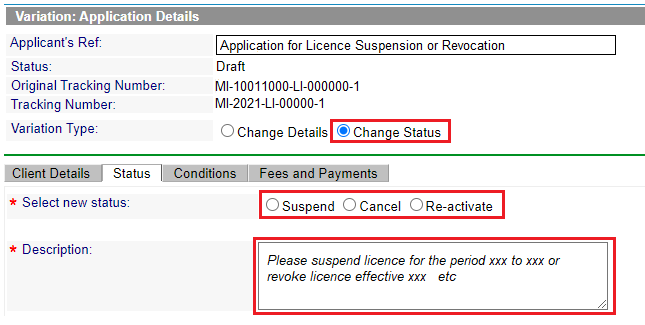 Variation: Application Details
Applicant's Ref: Application for Licence Suspension or Revocation
Status: Draft
Original Tracking Number: MI-10011000-LI-000000-1
Tracking Number: MI-2021-LI-00000-1
Variation Type: Change Details Change Status
Client Details Status Conditions Fees and Payments
* Select new status: Suspend Cancel Re-activate
* Description: Please suspend licence for the period xxx to xxx or
revoke licence effective xxx etc